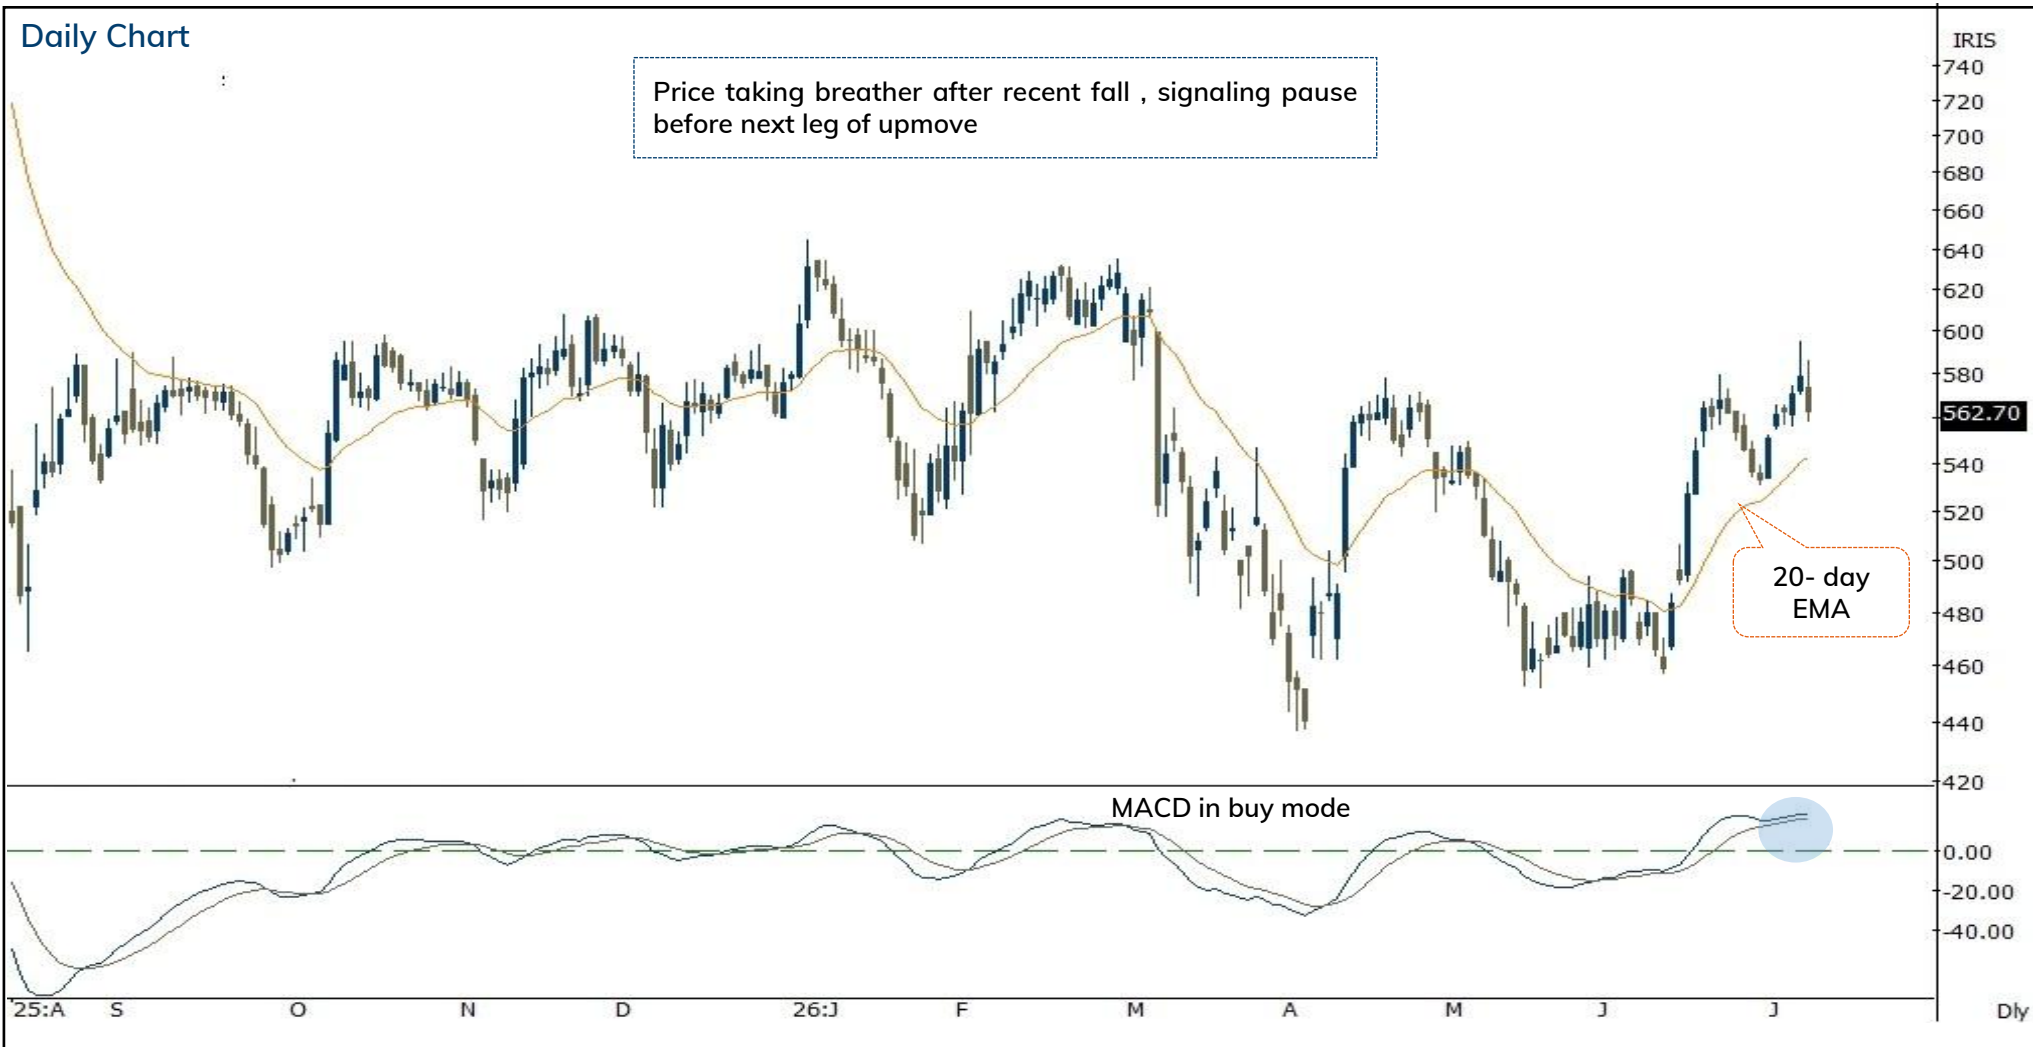 Daily Chart
Price taking breather after recent fall , signaling pause
before next leg of upmove
IRIS
740
720
700
680
660
640
620
600
580
562.70
540
520
500
480
460
440
420
20- day
EMA
MACD in buy mode
0.00
-20.00
-40.00
'25:A S O N D 26:J F M A M J J Dly